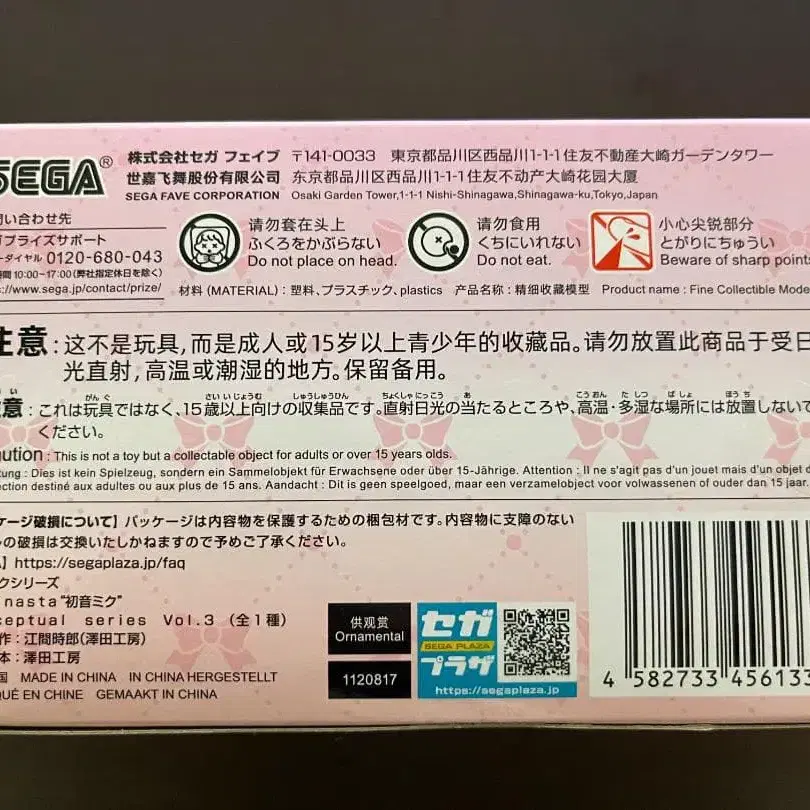 SEGA®
株式会社セガ フェイブ 〒141-0033 東京都品川区西品川1-1-1住友不動産大崎ガーデンタワー
世嘉飞舞股份有限公司 东京都品川区西品川1-1-1住友不动产大崎花园大厦
SEGA FAVE CORPORATION Osaki Garden Tower,1-1-1 Nishi-Shinagawa,Shinagawa-ku,Tokyo,Japan
問い合わせ先
プライズサポート
ーダイヤル 0120-680-043
時間10:00~17:00(弊社指定休日を除く)
s://www.sega.jp/contact/prize/
请勿套在头上
ふくろをかぶらない
Do not place on head.
请勿食用
くちにいれない
Do not eat.
小心尖锐部分
とがりにちゅうい
Beware of sharp points
材料(MATERIAL):塑料、プラスチック、plastics 产品名称:精细收藏模型 Product name : Fine Collectible Mode
注意:这不是玩具,而是成人或15岁以上青少年的收藏品。请勿放置此商品于受日
光直射,高温或潮湿的地方。保留备用。
意:これは玩具ではなく、15歳以上向けの収集品です。直射日光の当たるところや、高温・多湿な場所には放置しないで
ください。
ution : This is not a toy but a collectable object for adults or over 15 years olds.
tung : Dies ist kein Spielzeug, sondern ein Sammelobjekt für Erwachsene oder über 15-Jährige. Attention : Il ne s'agit pas d'un jouet mais d'un objet d
ection destiné aux adultes ou aux plus de 15 ans. Aandacht : Dit is geen speelgoed, maar een verzamelobject voor volwassenen of ouder dan 15 jaar.
ケージ破損について】パッケージは内容物を保護するための梱包材です。内容物に支障のない
の破損は交換いたしかねますので予めご了承ください。
】https://segaplaza.jp/faq
クシリーズ
nasta“初音ミク”
ceptual series Vol.3 (全1種)
作:江間時郎(澤田工房)
本:澤田工房
国 MADE IN CHINA IN CHINA HERGESTELLT
QUÉ EN CHINE GEMAAKT IN CHINA
供观赏
Ornamental
1120817
セガ
SEGA PLAZA
プラザ
https://segaplaza.jp
4 582733 456133